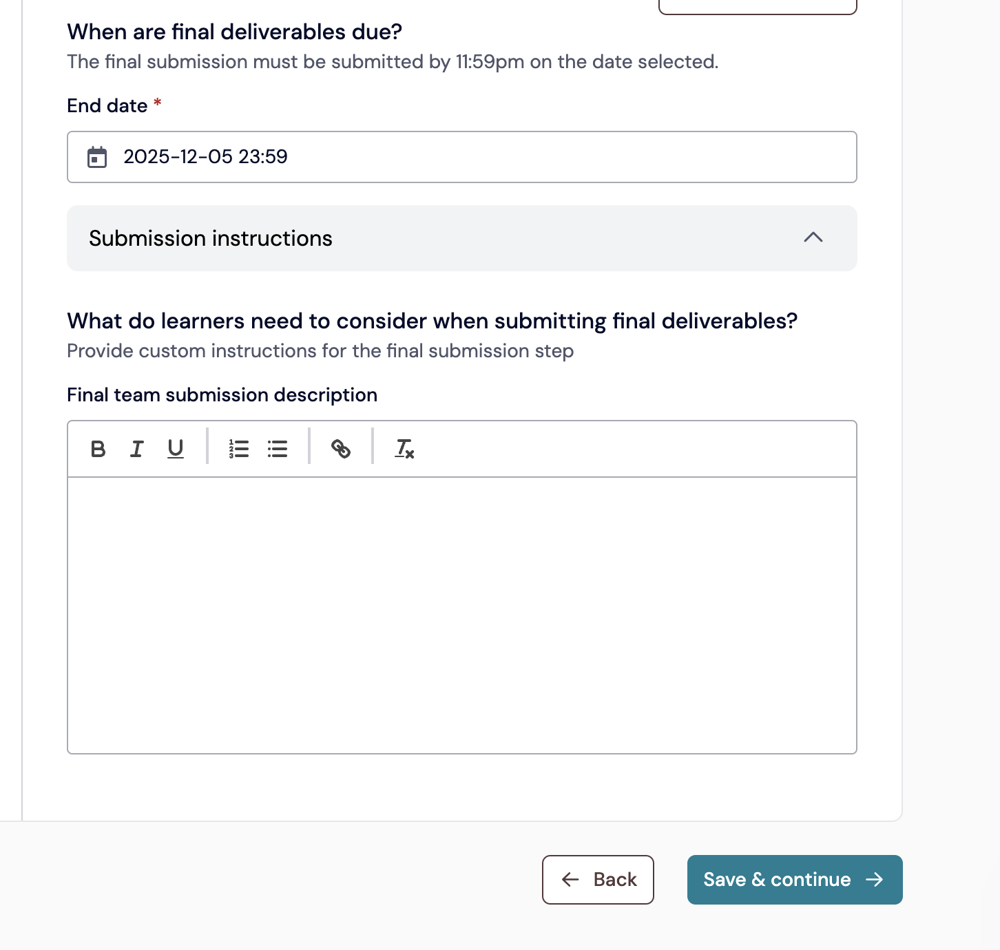 When are final deliverables due?
The final submission must be submitted by 11:59pm on the date selected.
End date *
2025-12-05 23:59
Submission instructions
What do learners need to consider when submitting final deliverables?
Provide custom instructions for the final submission step
Final team submission description
Back
Save & continue